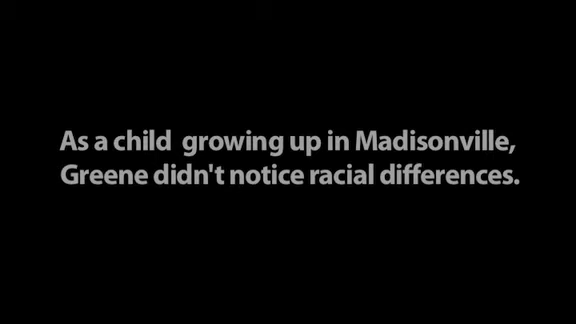 As a child  growing up in Madisonville,
Greene didn't notice racial differences.